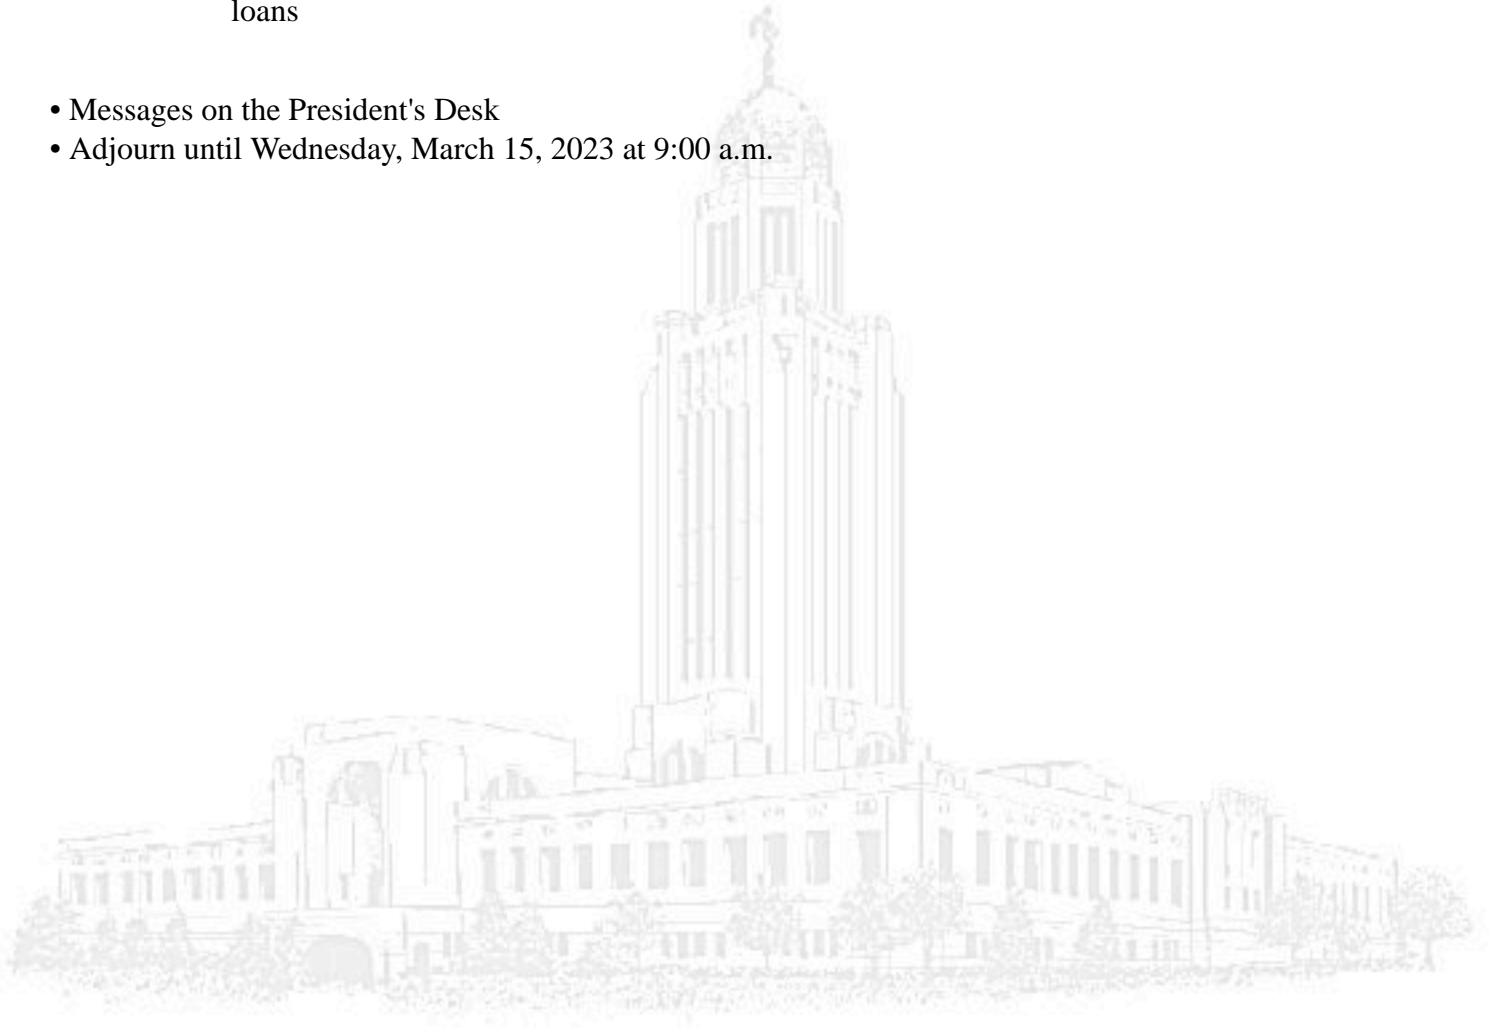 loans
• Messages on the President's Desk
• Adjourn until Wednesday, March 15, 2023 at 9:00 a.m.